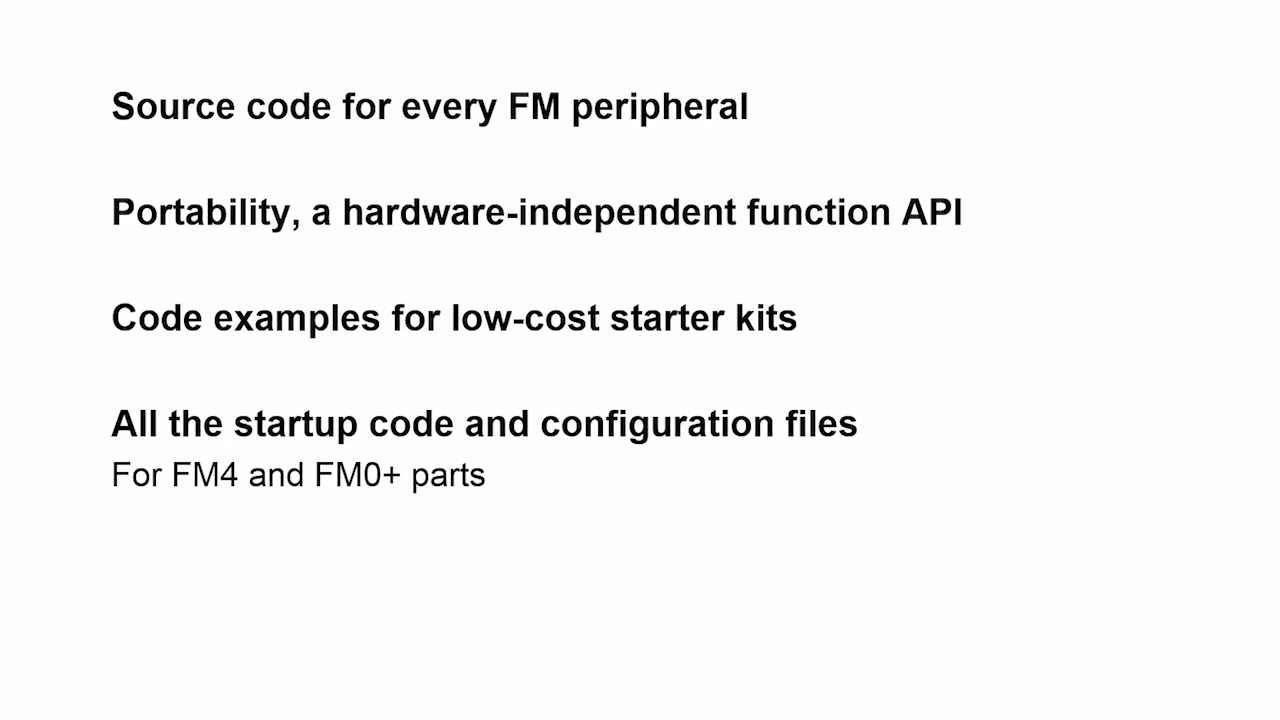 Source code for every FM peripheral
Portability, a hardware-independent function API
Code examples for low-cost starter kits
All the startup code and configuration files
For FM4 and FM0+ parts